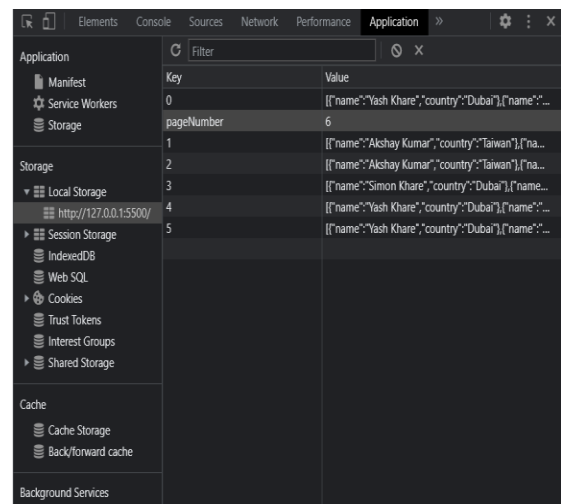 Elements Console Sources Network Performance Application »
Application
Manifest
Service Workers
Storage
Storage
Local Storage
http://127.0.0.1:5500/
Session Storage
IndexedDB
Web SQL
Cookies
Trust Tokens
Interest Groups
Shared Storage
Cache
Cache Storage
Back/forward cache
Background Services
Filter
Key Value
0 [{"name":"Yash Khare","country":"Dubai"},{"name":"...
pageNumber 6
1 [{"name":"Akshay Kumar","country":"Taiwan"},{"na...
2 [{"name":"Akshay Kumar","country":"Taiwan"},{"na...
3 [{"name":"Simon Khare","country":"Dubai"},{"name...
4 [{"name":"Yash Khare","country":"Dubai"},{"name":"...
5 [{"name":"Yash Khare","country":"Dubai"},{"name":"...